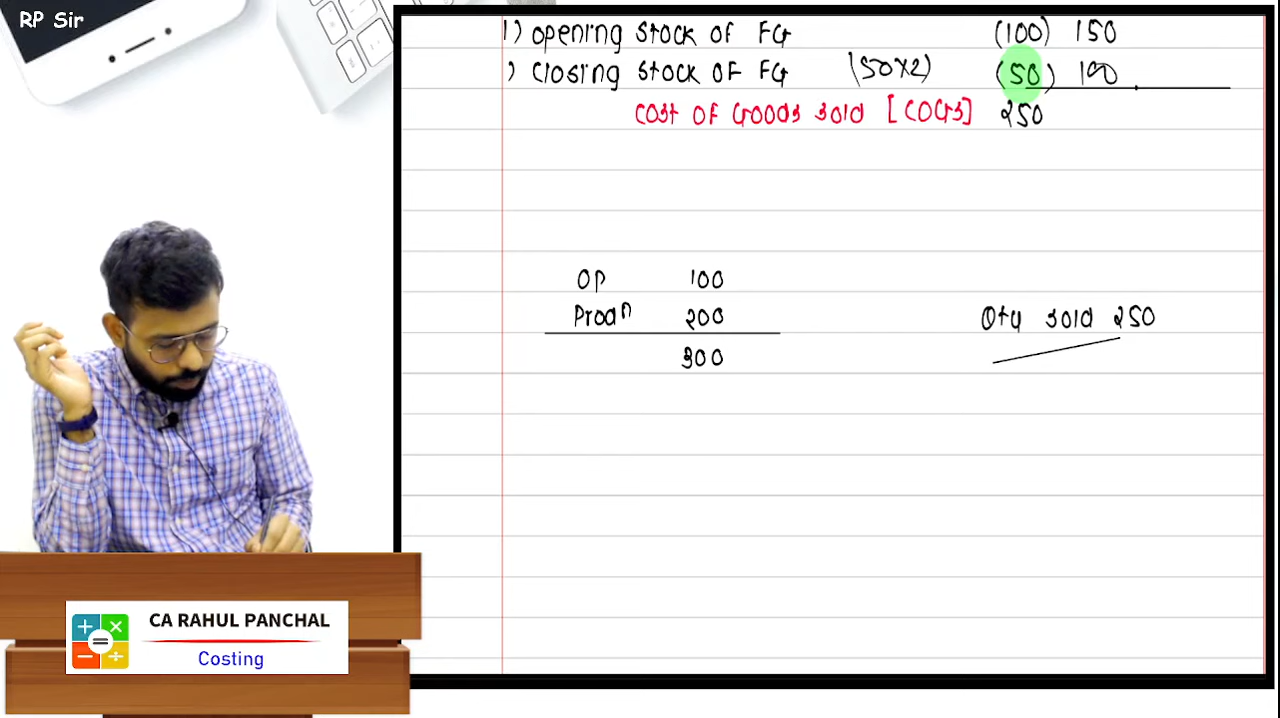 RP Sir
1) opening stock of FG (100) 150
) closing stock of FG (50x2) (50) 100
COST OF GOODS SOLD [COGS] 250
OP 100
Prodn 200
300
Qty sold 250
CA RAHUL PANCHAL
Costing